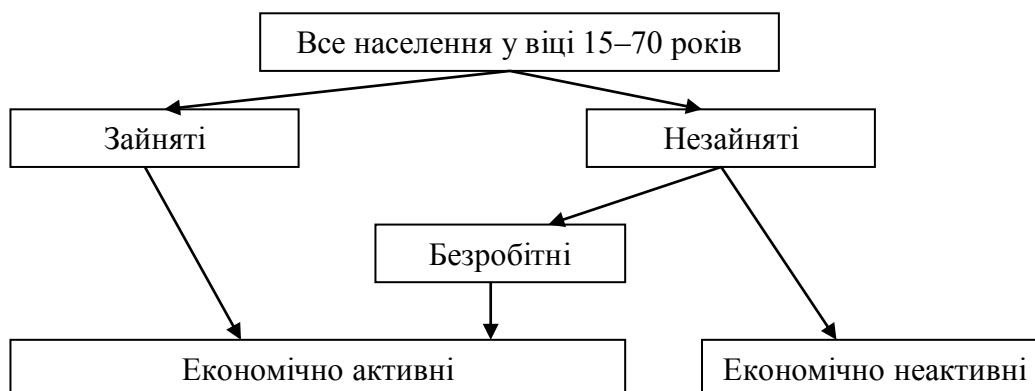 Все населення у віці 15–70 років
Зайняті
Незайняті
Безробітні
Економічно активні
Економічно неактивні